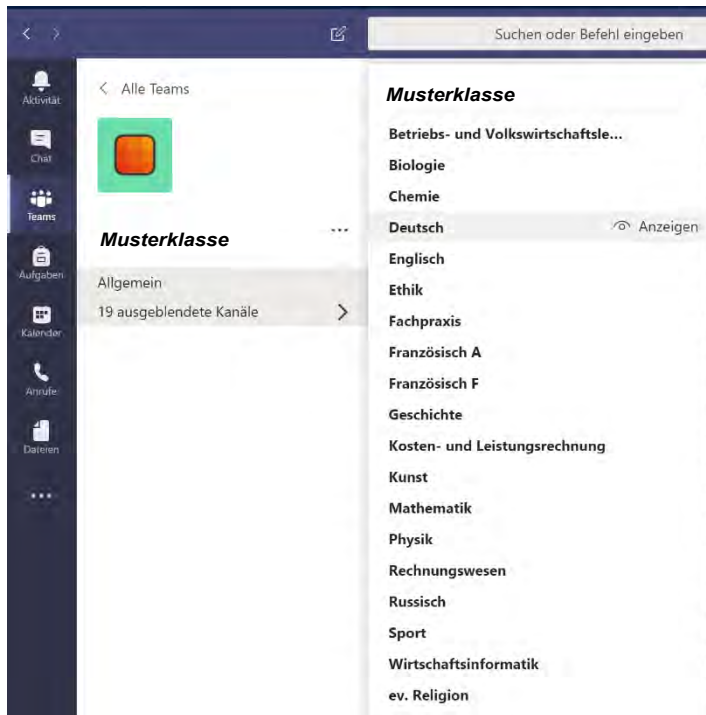 Suchen oder Befehl eingeben
Aktivität
Chat
Teams
Aufgaben
Kalender
Anrufe
Dateien
Alle Teams
Musterklasse
Allgemein
19 ausgeblendete Kanäle
Musterklasse
Betriebs- und Volkswirtschaftsle...
Biologie
Chemie
Deutsch Anzeigen
Englisch
Ethik
Fachpraxis
Französisch A
Französisch F
Geschichte
Kosten- und Leistungsrechnung
Kunst
Mathematik
Physik
Rechnungswesen
Russisch
Sport
Wirtschaftsinformatik
ev. Religion